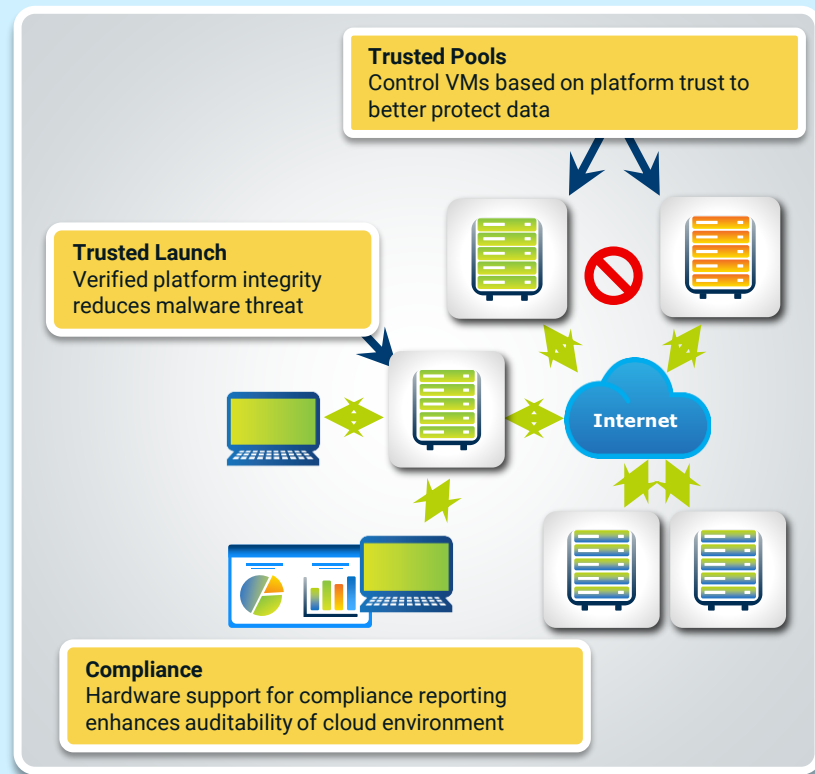 Trusted Pools
Control VMs based on platform trust to
better protect data
Trusted Launch
Verified platform integrity
reduces malware threat
Internet
Compliance
Hardware support for compliance reporting
enhances auditability of cloud environment